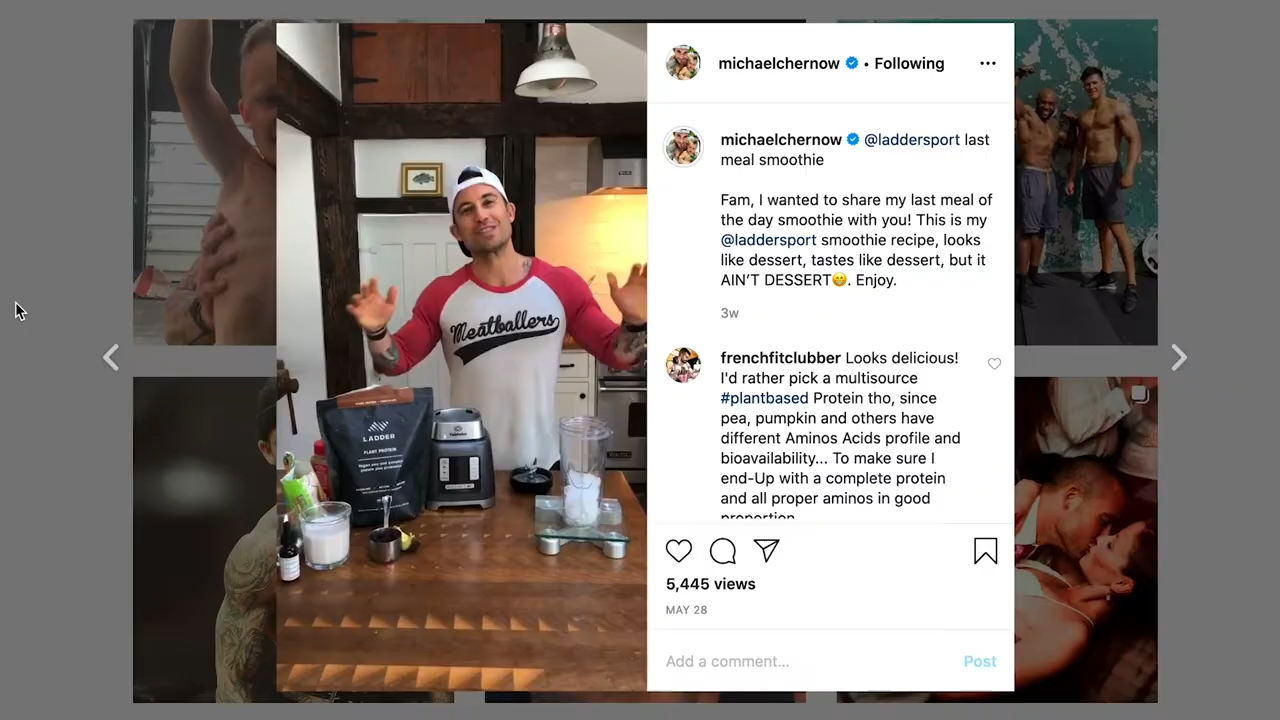 michaelchernow • Following
michaelchernow @laddersport last
meal smoothie
Fam, I wanted to share my last meal of
the day smoothie with you! This is my
@laddersport smoothie recipe, looks
like dessert, tastes like dessert, but it
AIN’T DESSERT😁. Enjoy.
3w
frenchfitclubber Looks delicious!
I'd rather pick a multisource
#plantbased Protein tho, since
pea, pumpkin and others have
different Aminos Acids profile and
bioavailability... To make sure I
end-Up with a complete protein
and all proper aminos in good
proportion
5,445 views
MAY 28
Add a comment... Post
Meatballers
LADDER
PLANT PROTEIN